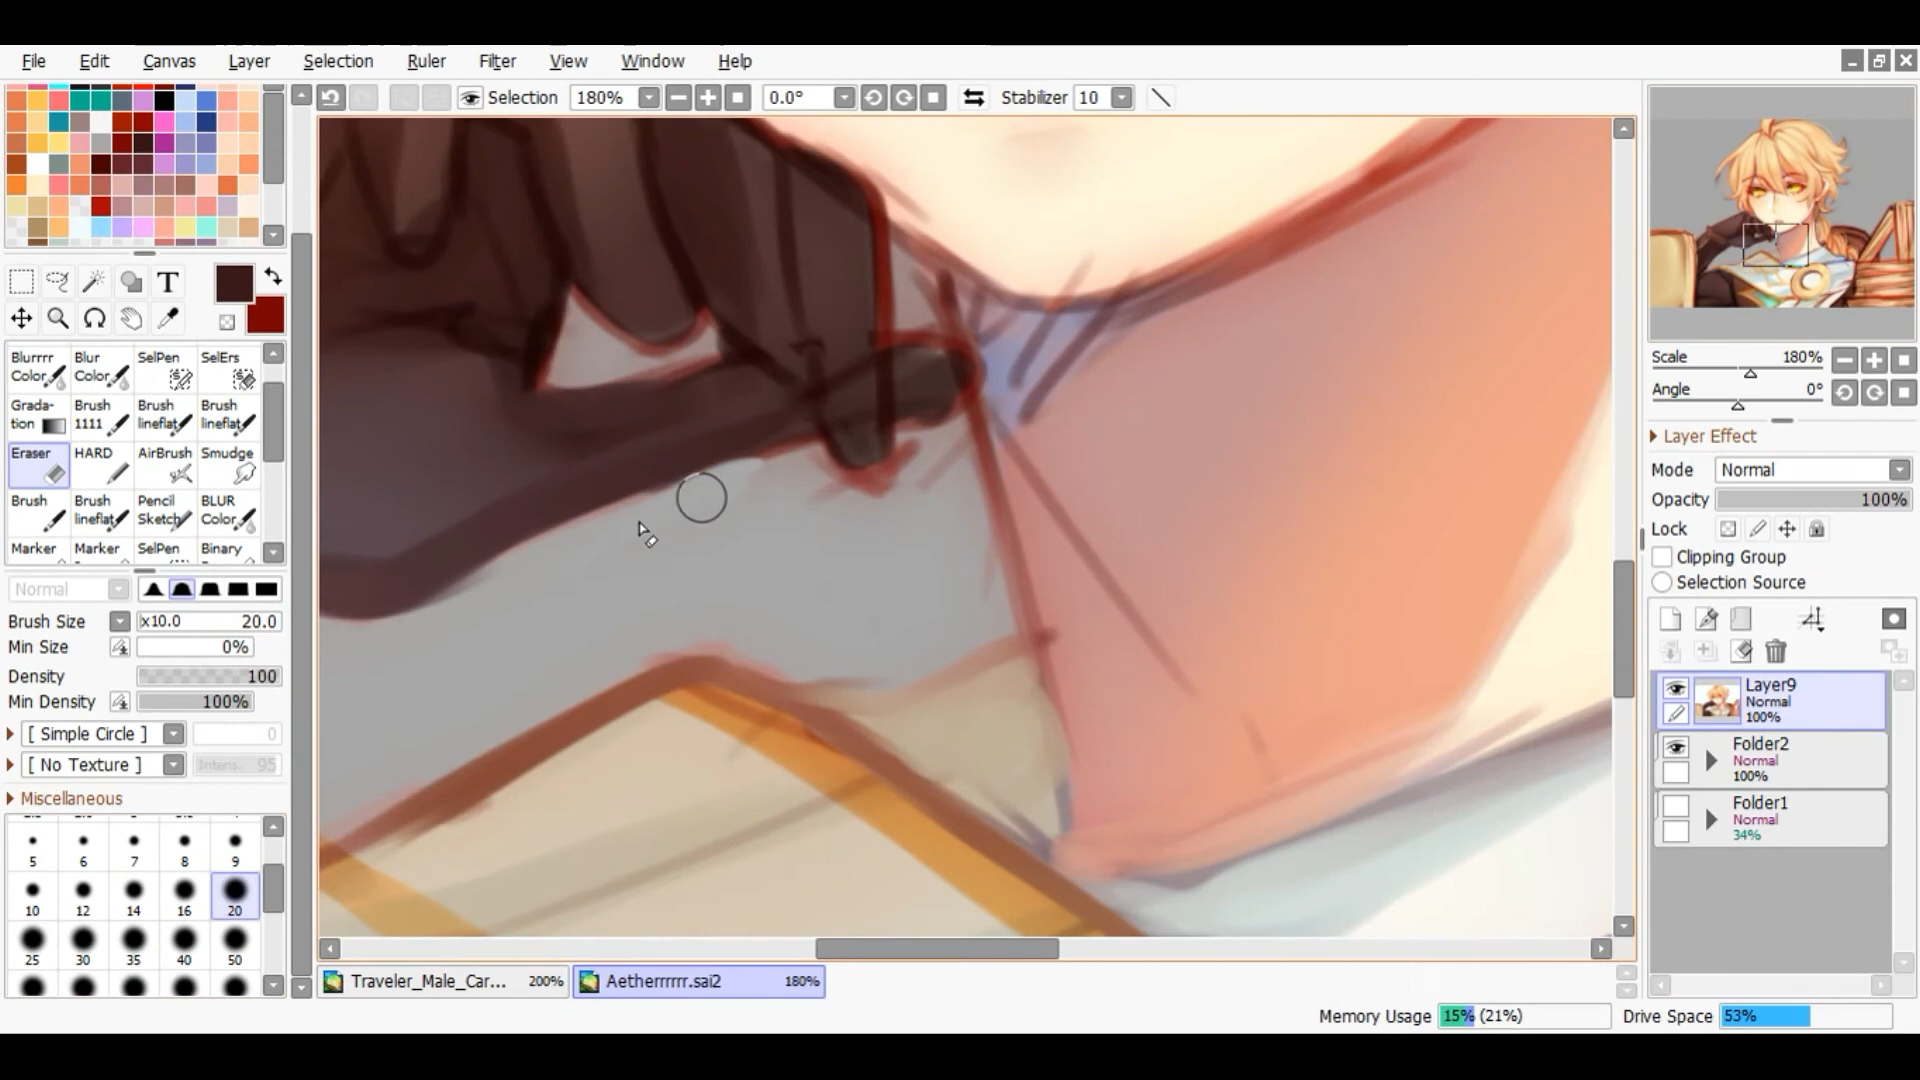 File Edit Canvas Layer Selection Ruler Filter View Window Help
Selection 180% 0.0° Stabilizer 10
T
Scale 180%
Angle 0°
Layer Effect
Mode Normal
Opacity 100%
Lock
Clipping Group
Selection Source
Layer9
Normal
100%
Folder2
Normal
100%
Folder1
Normal
34%
Blurrrr Blur SelPen SelErs
Color Color
Grada- Brush Brush Brush
tion 1111 lineflat lineflat
Eraser HARD AirBrush Smudge
Brush Brush Pencil BLUR
lineflat Sketch Color
Marker Marker SelPen Binary
Normal
Brush Size x10.0 20.0
Min Size 0%
Density 100
Min Density 100%
[ Simple Circle ] 0
[ No Texture ] Intens. 95
Miscellaneous
5 6 7 8 9
10 12 14 16 20
25 30 35 40 50
Traveler_Male_Car... 200% Aetherrrrrr.sai2 180%
Memory Usage 15% (21%) Drive Space 53%